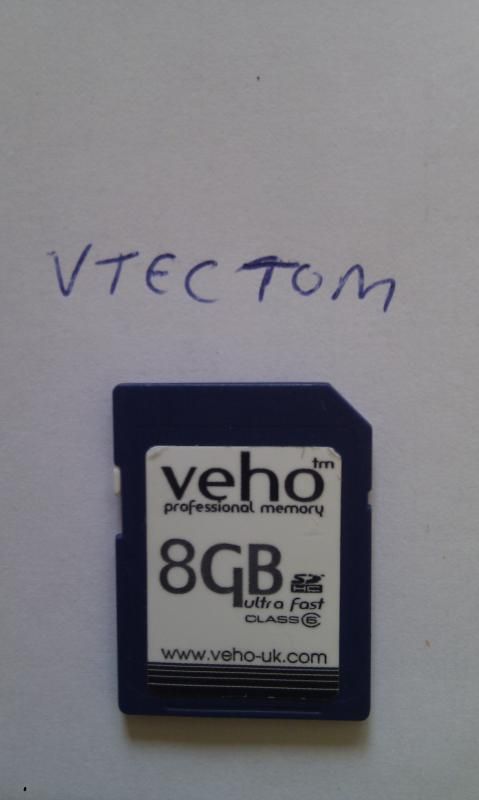 VTECTOM
veho tm
professional memory
8GB
SD HC
ultra fast
CLASS 6
www.veho-uk.com